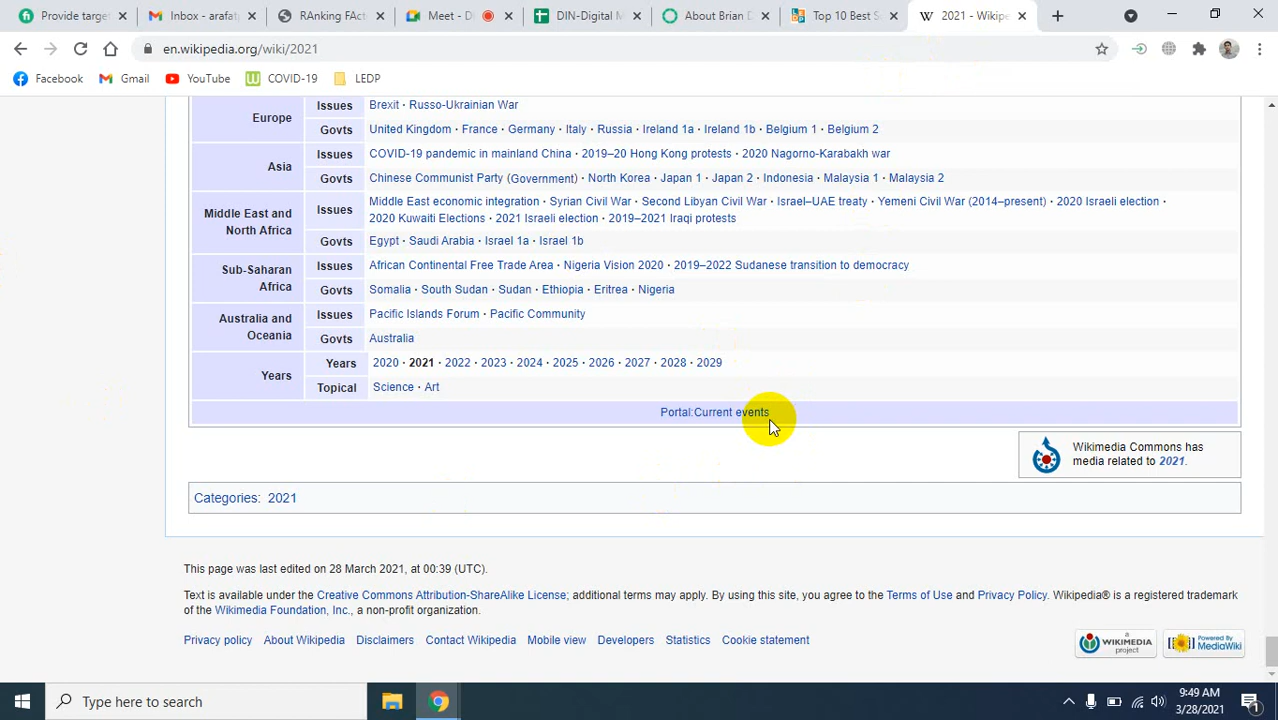 Provide target
Inbox - arafat
RAnking FAct
Meet - D
DIN-Digital M
About Brian D
Top 10 Best S
2021 - Wikipe
en.wikipedia.org/wiki/2021
Facebook
Gmail
YouTube
COVID-19
LEDP
Europe
Issues
Brexit · Russo-Ukrainian War
Govts
United Kingdom · France · Germany · Italy · Russia · Ireland 1a · Ireland 1b · Belgium 1 · Belgium 2
Asia
Issues
COVID-19 pandemic in mainland China · 2019–20 Hong Kong protests · 2020 Nagorno-Karabakh war
Govts
Chinese Communist Party (Government) · North Korea · Japan 1 · Japan 2 · Indonesia · Malaysia 1 · Malaysia 2
Middle East and
North Africa
Issues
Middle East economic integration · Syrian Civil War · Second Libyan Civil War · Israel–UAE treaty · Yemeni Civil War (2014–present) · 2020 Israeli election ·
2020 Kuwaiti Elections · 2021 Israeli election · 2019–2021 Iraqi protests
Govts
Egypt · Saudi Arabia · Israel 1a · Israel 1b
Sub-Saharan
Africa
Issues
African Continental Free Trade Area · Nigeria Vision 2020 · 2019–2022 Sudanese transition to democracy
Govts
Somalia · South Sudan · Sudan · Ethiopia · Eritrea · Nigeria
Australia and
Oceania
Issues
Pacific Islands Forum · Pacific Community
Govts
Australia
Years
Years
2020 · 2021 · 2022 · 2023 · 2024 · 2025 · 2026 · 2027 · 2028 · 2029
Topical
Science · Art
Portal:Current events
Wikimedia Commons has
media related to 2021.
Categories: 2021
This page was last edited on 28 March 2021, at 00:39 (UTC).
Text is available under the Creative Commons Attribution-ShareAlike License; additional terms may apply. By using this site, you agree to the Terms of Use and Privacy Policy. Wikipedia® is a registered trademark
of the Wikimedia Foundation, Inc., a non-profit organization.
Privacy policy
About Wikipedia
Disclaimers
Contact Wikipedia
Mobile view
Developers
Statistics
Cookie statement
A
WIKIMEDIA
project
Powered By
MediaWiki
Type here to search
9:49 AM
3/28/2021
1